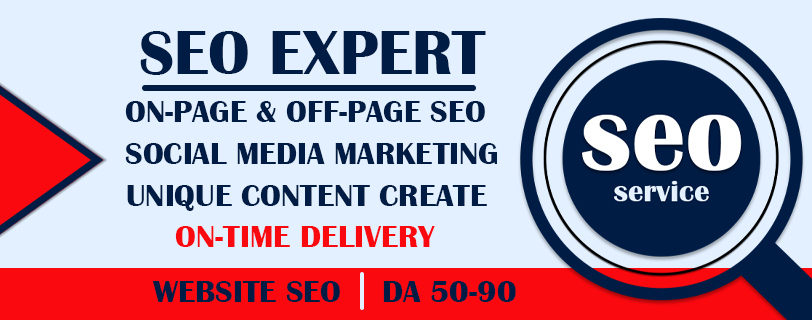 SEO EXPERT
ON-PAGE & OFF-PAGE SEO
SOCIAL MEDIA MARKETING
UNIQUE CONTENT CREATE
ON-TIME DELIVERY
WEBSITE SEO | DA 50-90
seo
service